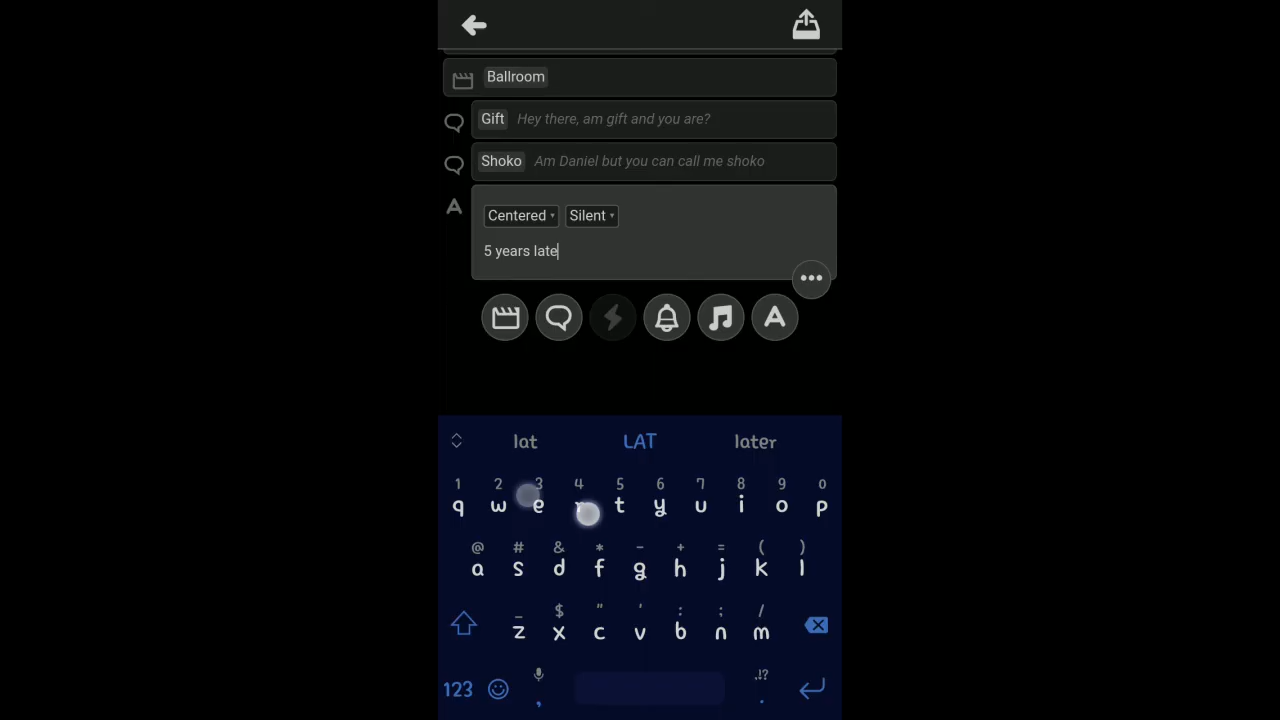 Ballroom
Gift Hey there, am gift and you are?
Shoko Am Daniel but you can call me shoko
Centered Silent
5 years late
lat LAT later
1 2 3 4 5 6 7 8 9 0
q w e r t y u i o p
@ # & * - + = ( )
a s d f g h j k l
_ $ " ' : ; /
z x c v b n m
,!?
123 , .